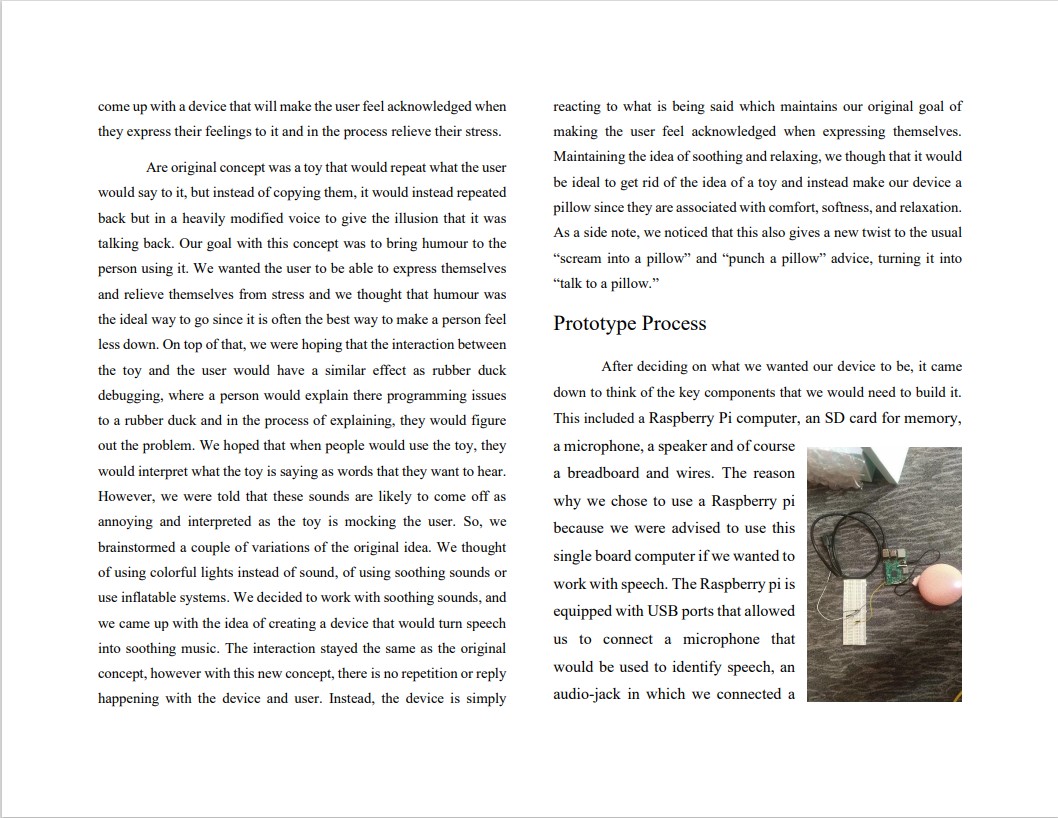 come up with a device that will make the user feel acknowledged when
they express their feelings to it and in the process relieve their stress.
Are original concept was a toy that would repeat what the user
would say to it, but instead of copying them, it would instead repeated
back but in a heavily modified voice to give the illusion that it was
talking back. Our goal with this concept was to bring humour to the
person using it. We wanted the user to be able to express themselves
and relieve themselves from stress and we thought that humour was
the ideal way to go since it is often the best way to make a person feel
less down. On top of that, we were hoping that the interaction between
the toy and the user would have a similar effect as rubber duck
debugging, where a person would explain there programming issues
to a rubber duck and in the process of explaining, they would figure
out the problem. We hoped that when people would use the toy, they
would interpret what the toy is saying as words that they want to hear.
However, we were told that these sounds are likely to come off as
annoying and interpreted as the toy is mocking the user. So, we
brainstormed a couple of variations of the original idea. We thought
of using colorful lights instead of sound, of using soothing sounds or
use inflatable systems. We decided to work with soothing sounds, and
we came up with the idea of creating a device that would turn speech
into soothing music. The interaction stayed the same as the original
concept, however with this new concept, there is no repetition or reply
happening with the device and user. Instead, the device is simply
reacting to what is being said which maintains our original goal of
making the user feel acknowledged when expressing themselves.
Maintaining the idea of soothing and relaxing, we though that it would
be ideal to get rid of the idea of a toy and instead make our device a
pillow since they are associated with comfort, softness, and relaxation.
As a side note, we noticed that this also gives a new twist to the usual
“scream into a pillow” and “punch a pillow” advice, turning it into
“talk to a pillow.”
Prototype Process
After deciding on what we wanted our device to be, it came
down to think of the key components that we would need to build it.
This included a Raspberry Pi computer, an SD card for memory,
a microphone, a speaker and of course
a breadboard and wires. The reason
why we chose to use a Raspberry pi
because we were advised to use this
single board computer if we wanted to
work with speech. The Raspberry pi is
equipped with USB ports that allowed
us to connect a microphone that
would be used to identify speech, an
audio-jack in which we connected a